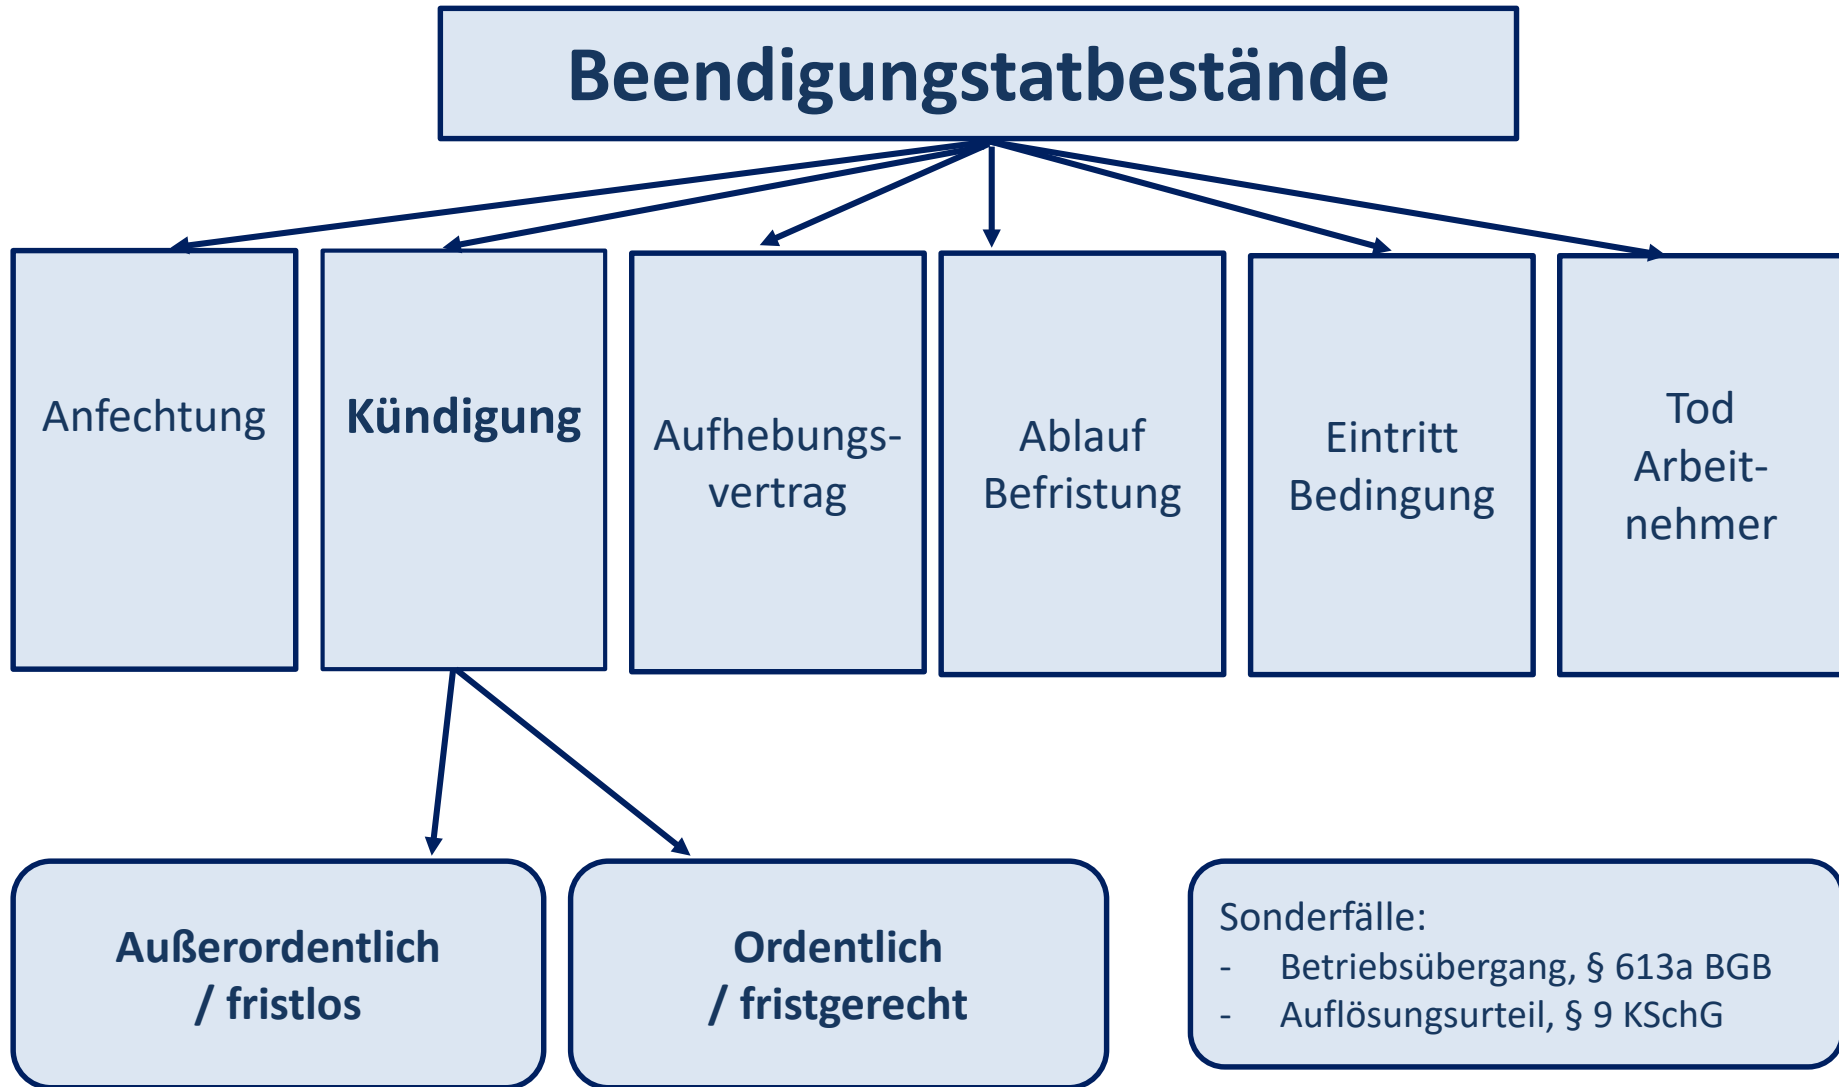 Beendigungstatbestände
Anfechtung
Kündigung
Aufhebungs-
vertrag
Ablauf
Befristung
Eintritt
Bedingung
Tod
Arbeit-
nehmer
Außerordentlich
/ fristlos
Ordentlich
/ fristgerecht
Sonderfälle:
- Betriebsübergang, § 613a BGB
- Auflösungsurteil, § 9 KSchG